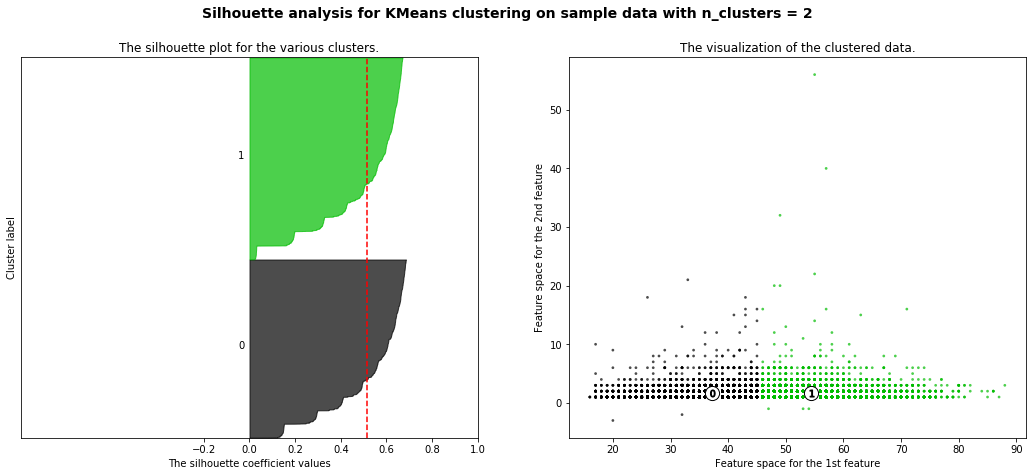 Silhouette analysis for KMeans clustering on sample data with n_clusters = 2
The silhouette plot for the various clusters.
1
0
Cluster label
−0.2 0.0 0.2 0.4 0.6 0.8 1.0
The silhouette coefficient values
The visualization of the clustered data.
Feature space for the 2nd feature
50
40
30
20
10
0
0 1
20 30 40 50 60 70 80 90
Feature space for the 1st feature